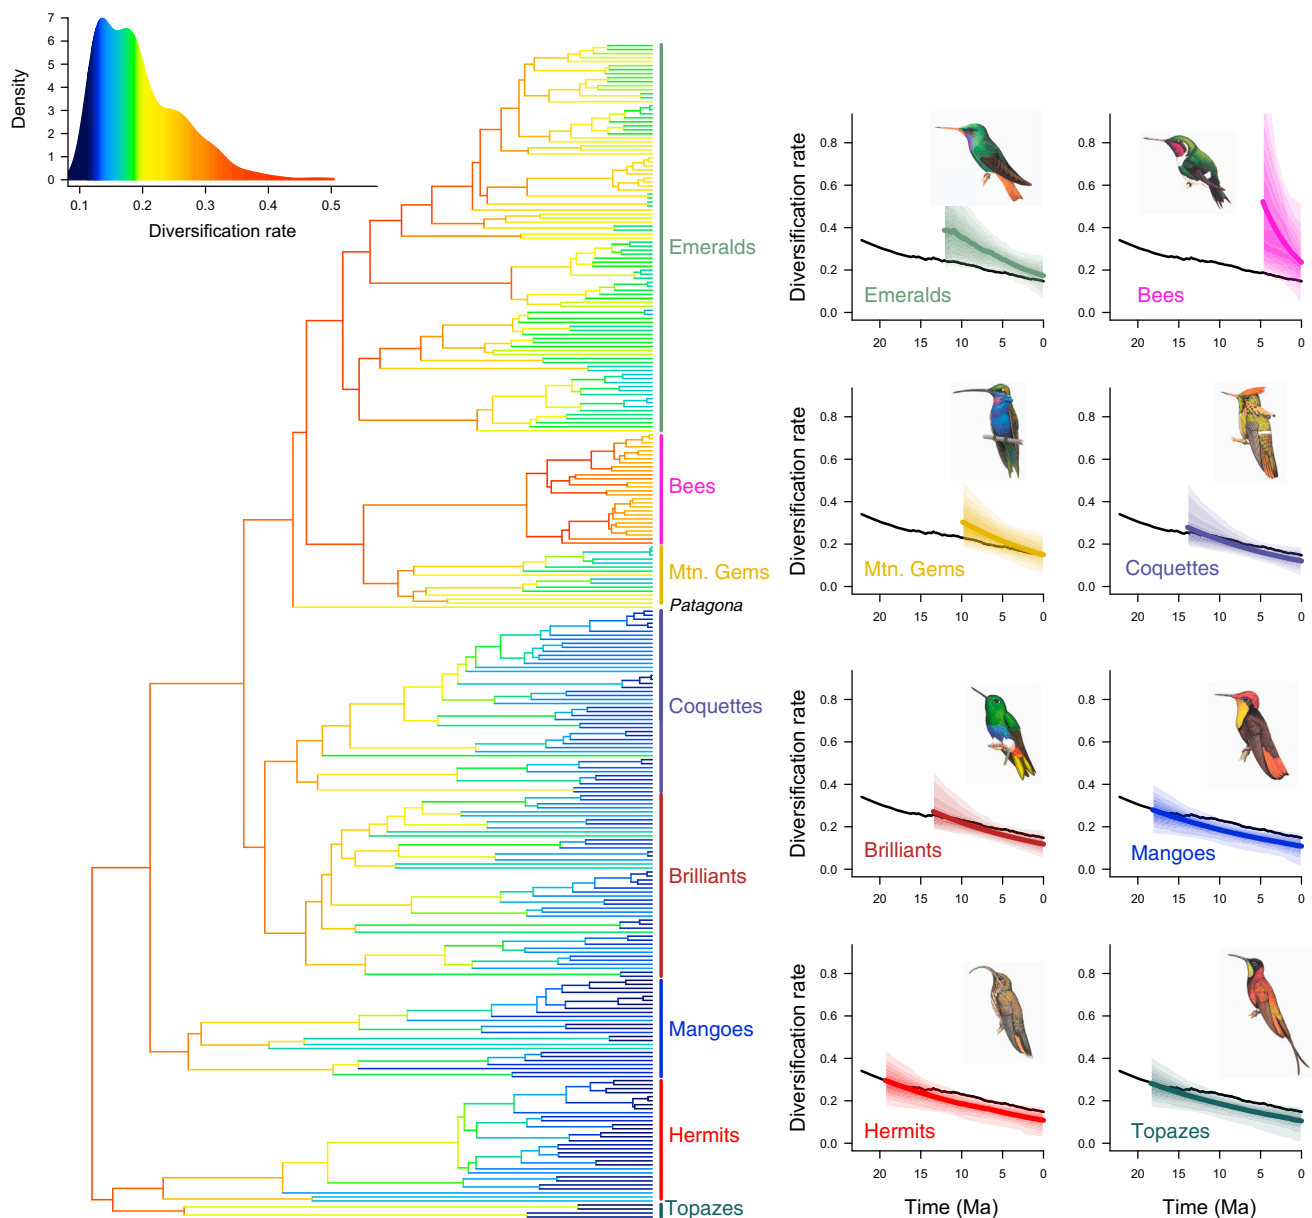 Density
7
6
5
4
3
2
1
0
0.1 0.2 0.3 0.4 0.5
Diversification rate
Emeralds
Bees
Mtn. Gems
Patagona
Coquettes
Brilliants
Mangoes
Hermits
Topazes
Diversification rate
0.8
0.6
0.4
0.2
0.0
Emeralds
20 15 10 5 0
0.8
0.6
0.4
0.2
0.0
Bees
20 15 10 5 0
Diversification rate
0.8
0.6
0.4
0.2
0.0
Mtn. Gems
20 15 10 5 0
0.8
0.6
0.4
0.2
0.0
Coquettes
20 15 10 5 0
Diversification rate
0.8
0.6
0.4
0.2
0.0
Brilliants
20 15 10 5 0
0.8
0.6
0.4
0.2
0.0
Mangoes
20 15 10 5 0
Diversification rate
0.8
0.6
0.4
0.2
0.0
Hermits
20 15 10 5 0
Time (Ma)
0.8
0.6
0.4
0.2
0.0
Topazes
20 15 10 5 0
Time (Ma)